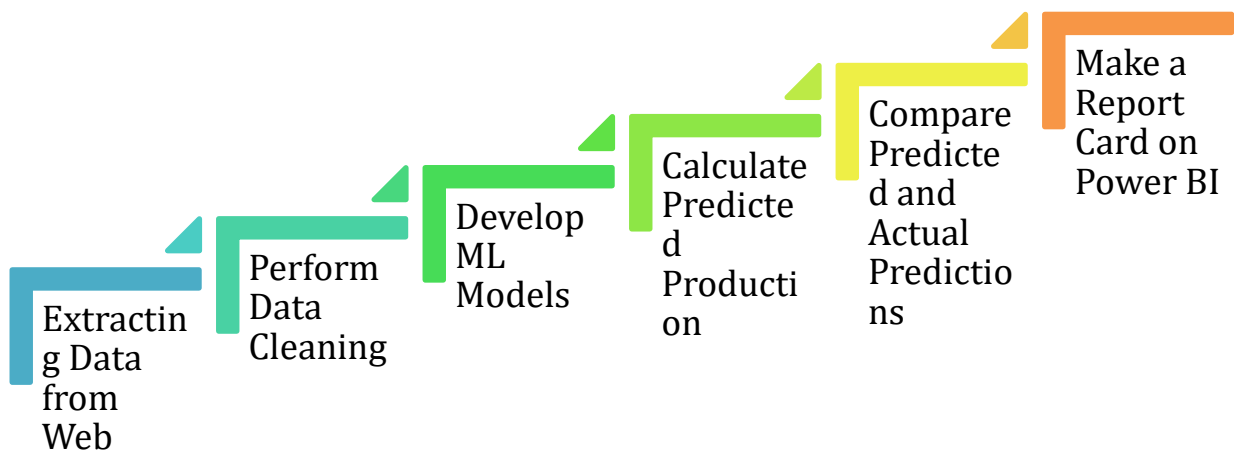 Extractin
g Data
from
Web
Perform
Data
Cleaning
Develop
ML
Models
Calculate
Predicte
d
Producti
on
Compare
Predicte
d and
Actual
Predictio
ns
Make a
Report
Card on
Power BI